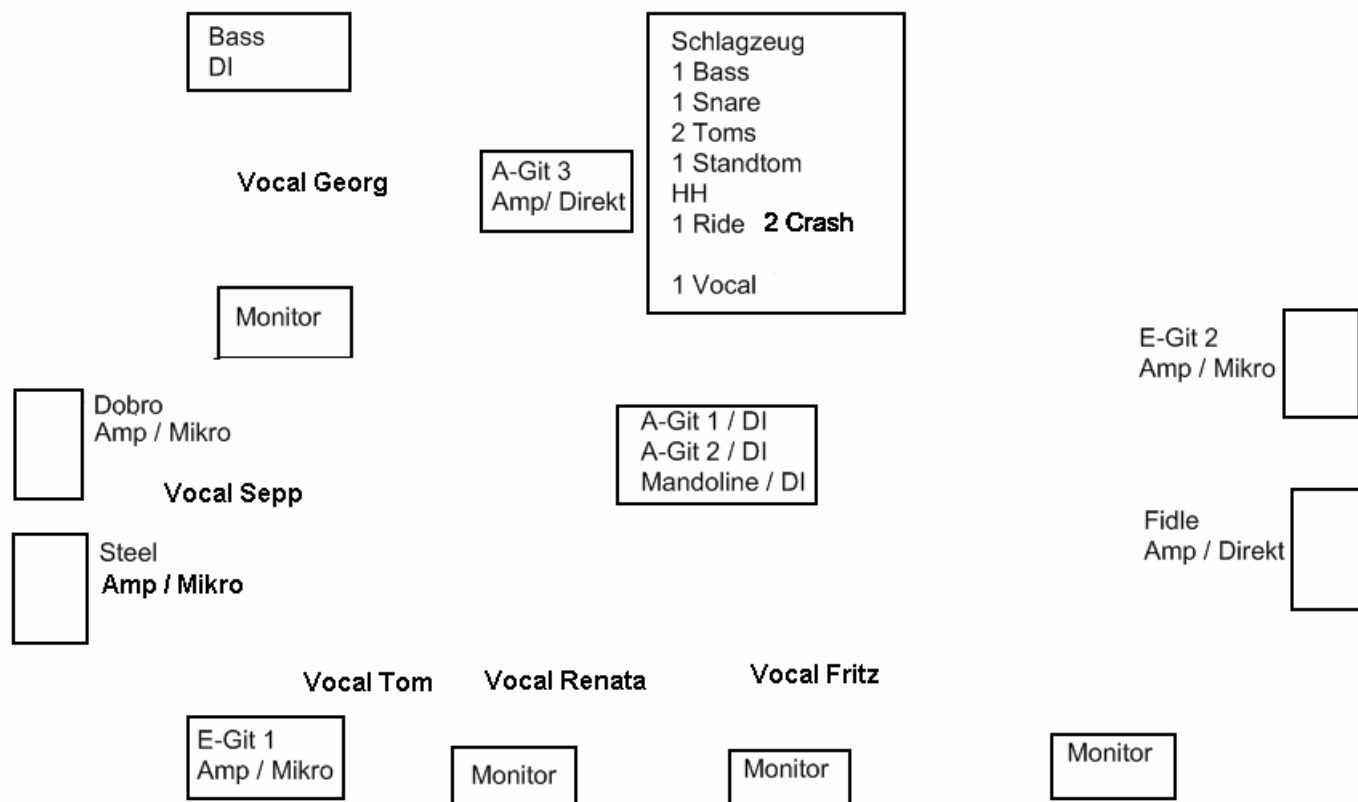 Bass
DI
Schlagzeug
1 Bass
1 Snare
2 Toms
1 Standtom
HH
1 Ride 2 Crash
1 Vocal
Vocal Georg
A-Git 3
Amp/ Direkt
Monitor
E-Git 2
Amp / Mikro
Dobro
Amp / Mikro
A-Git 1 / DI
A-Git 2 / DI
Mandoline / DI
Vocal Sepp
Fidle
Amp / Direkt
Steel
Amp / Mikro
Vocal Tom
Vocal Renata
Vocal Fritz
E-Git 1
Amp / Mikro
Monitor
Monitor
Monitor